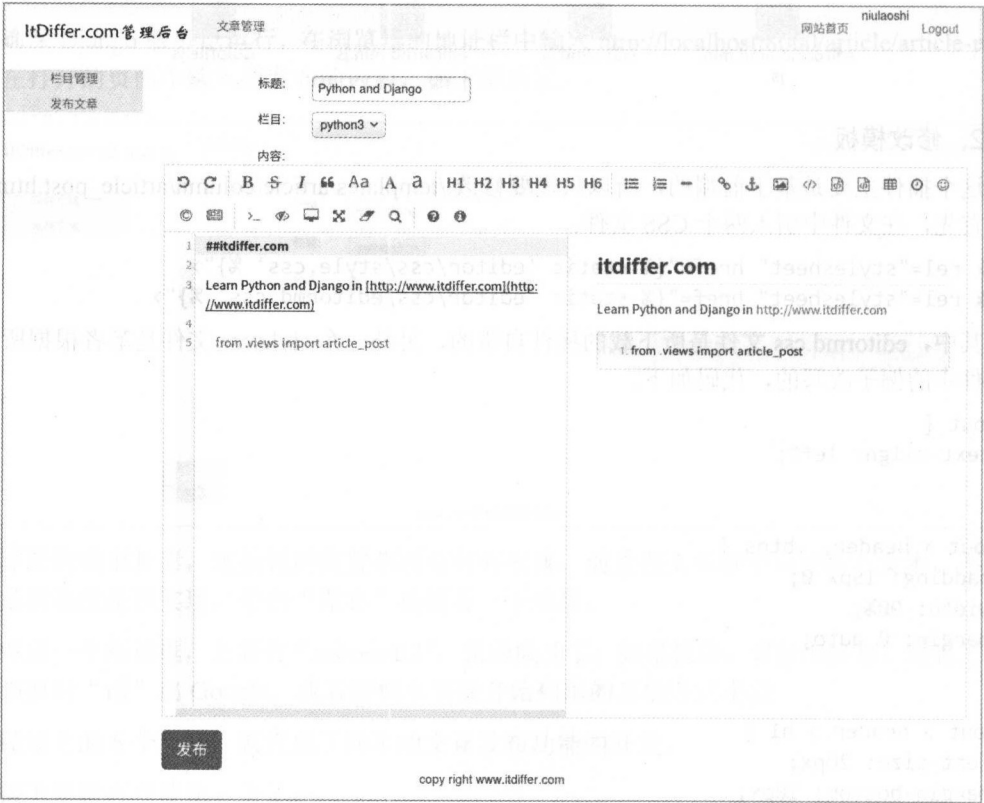 ItDiffer.com管理后台
文章管理
网站首页
niulaoshi
Logout
栏目管理
发布文章
标题: Python and Django
栏目: python3
内容:
B S I Aa A a H1 H2 H3 H4 H5 H6
1 ##itdiffer.com
2
3 Learn Python and Django in [http://www.itdiffer.com](http:
//www.itdiffer.com)
4
5 from .views import article_post
itdiffer.com
Learn Python and Django in http://www.itdiffer.com
1. from .views import article_post
发布
copy right www.itdiffer.com